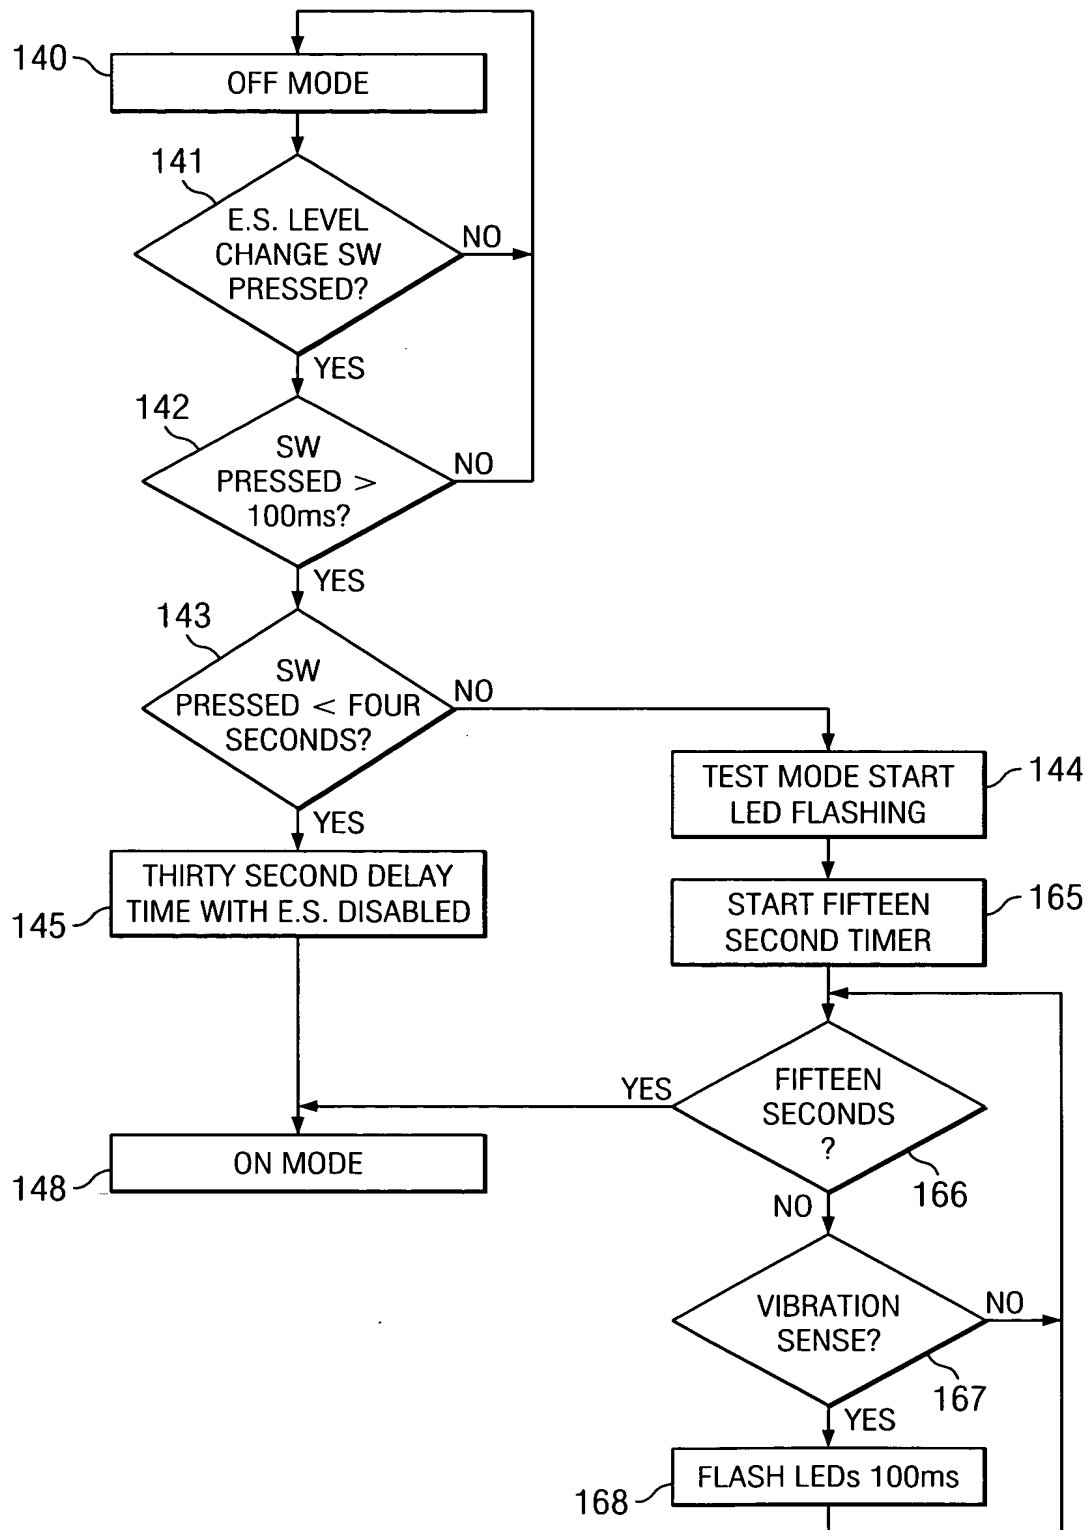 140
OFF MODE
141
E.S. LEVEL
CHANGE SW
PRESSED?
NO
YES
142
SW
PRESSED >
100ms?
NO
YES
143
SW
PRESSED < FOUR
SECONDS?
NO
YES
TEST MODE START
LED FLASHING
144
THIRTY SECOND DELAY
TIME WITH E.S. DISABLED
145
START FIFTEEN
SECOND TIMER
165
FIFTEEN
SECONDS
?
YES
166
NO
ON MODE
148
VIBRATION
SENSE?
NO
167
YES
FLASH LEDs 100ms
168